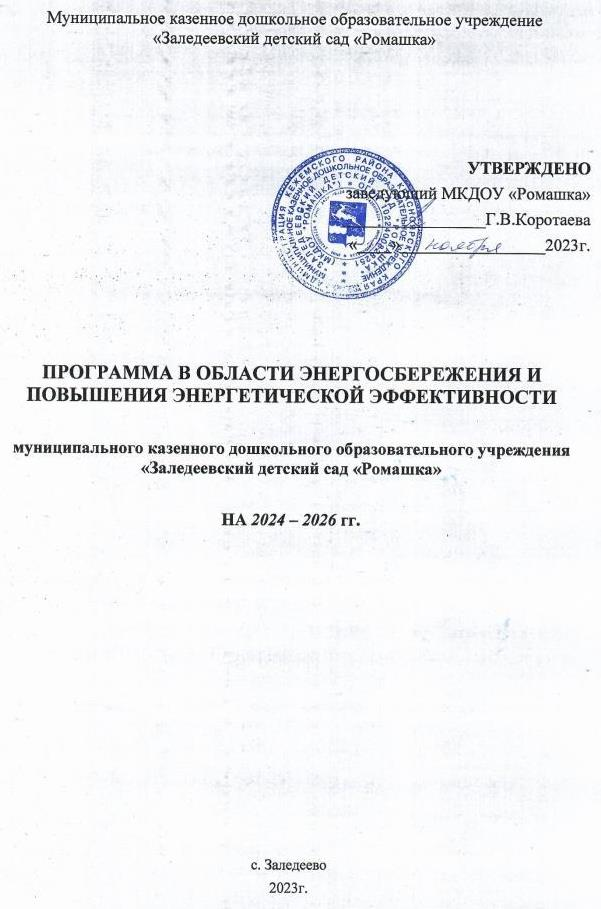 Муниципальное казенное дошкольное образовательное учреждение
«Заледеевский детский сад «Ромашка»
УТВЕРЖДЕНО
заведующий МКДОУ «Ромашка»
Г.В.Коротаева
« ноября 2023г.
ПРОГРАММА В ОБЛАСТИ ЭНЕРГОСБЕРЕЖЕНИЯ И
ПОВЫШЕНИЯ ЭНЕРГЕТИЧЕСКОЙ ЭФФЕКТИВНОСТИ
муниципального казенного дошкольного образовательного учреждения
«Заледеевский детский сад «Ромашка»
НА 2024 – 2026 гг.
с. Заледеево
2023г.